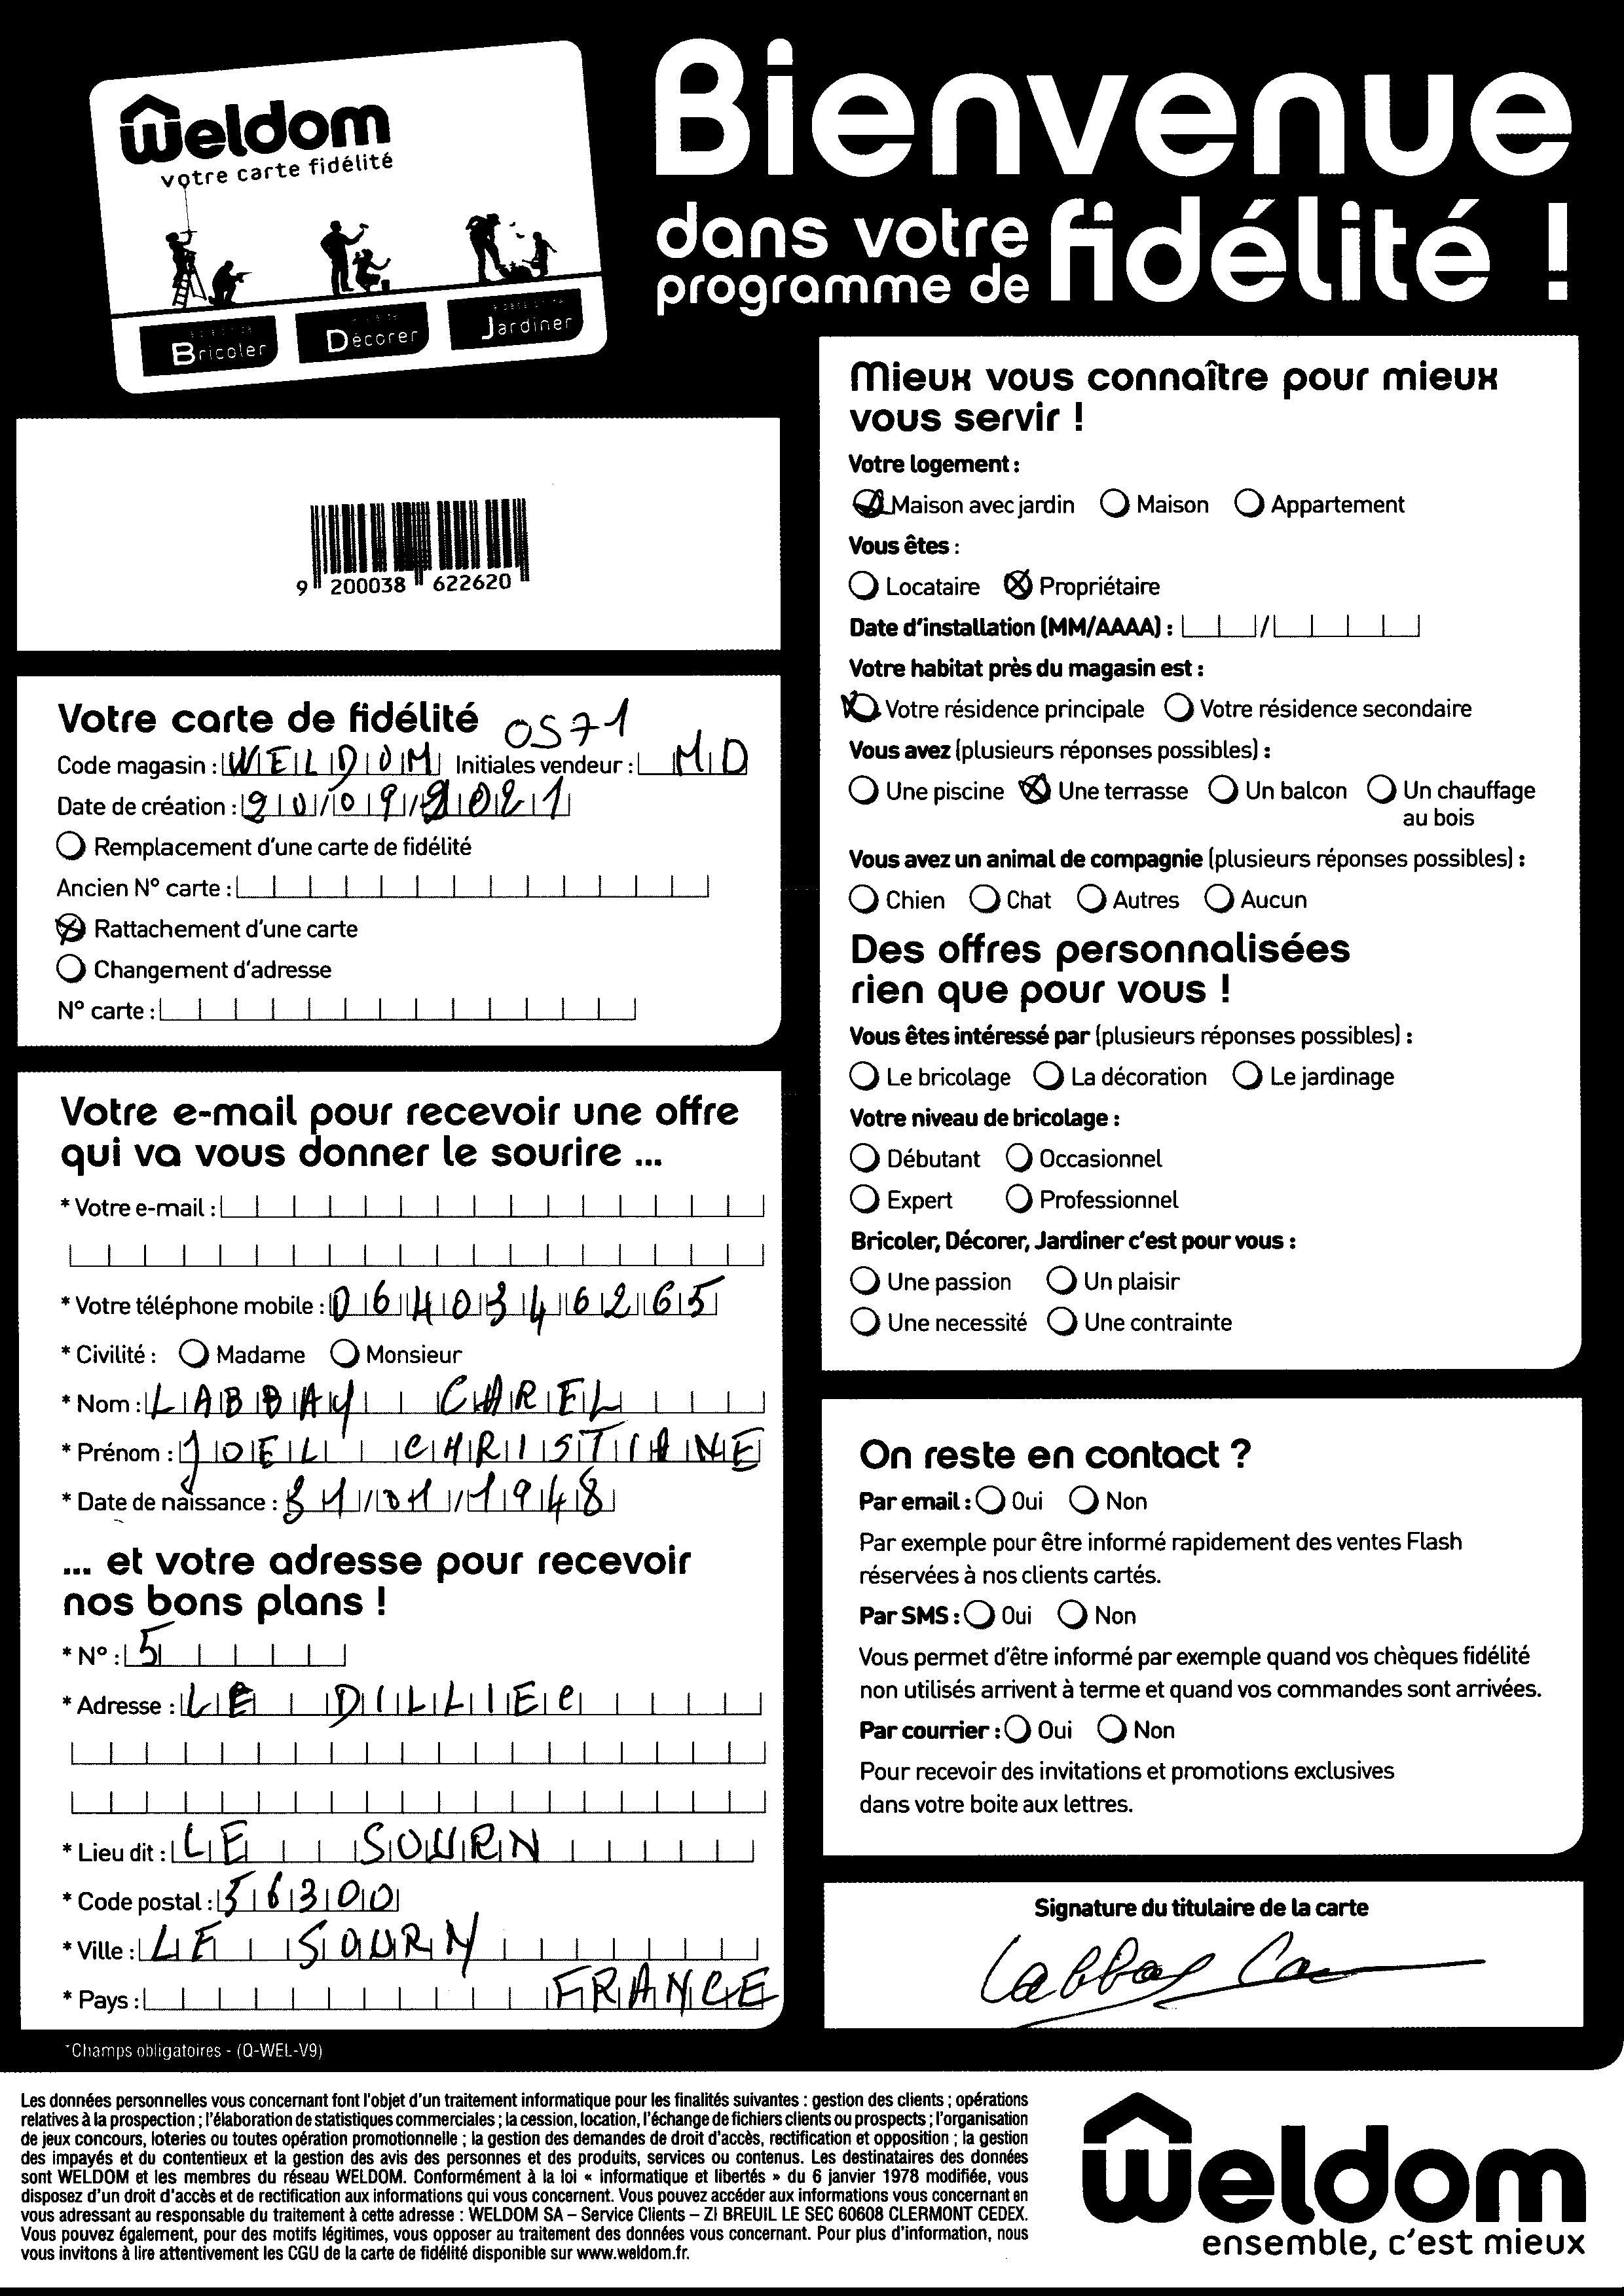 Weldom
votre carte fidélité
Bricoler
Décorer
Jardiner
Bienvenue
dans votre
programme de
fidélité !
9 200038 622620
Votre carte de fidélité 0571
Code magasin : WELDOM Initiales vendeur : MD
Date de création : 20/09/2021
Remplacement d'une carte de fidélité
Ancien N° carte :
Rattachement d'une carte
Changement d'adresse
N° carte :
Votre e-mail pour recevoir une offre
qui va vous donner le sourire ...
* Votre e-mail :
* Votre téléphone mobile : 0640346265
* Civilité : Madame Monsieur
* Nom : LABBAY CAREL
* Prénom : JOEL CHRISTIANE
* Date de naissance : 31/01/1948
... et votre adresse pour recevoir
nos bons plans !
* N° : 5
* Adresse : LE DILLIEC
* Lieu dit : LE SOURN
* Code postal : 56300
* Ville : LE SOURN
* Pays : FRANCE
*Champs obligatoires - (Q-WEL-V9)
Mieux vous connaître pour mieux
vous servir !
Votre logement :
Maison avec jardin Maison Appartement
Vous êtes :
Locataire Propriétaire
Date d'installation (MM/AAAA) : /
Votre habitat près du magasin est :
Votre résidence principale Votre résidence secondaire
Vous avez (plusieurs réponses possibles) :
Une piscine Une terrasse Un balcon Un chauffage
au bois
Vous avez un animal de compagnie (plusieurs réponses possibles) :
Chien Chat Autres Aucun
Des offres personnalisées
rien que pour vous !
Vous êtes intéressé par (plusieurs réponses possibles) :
Le bricolage La décoration Le jardinage
Votre niveau de bricolage :
Débutant Occasionnel
Expert Professionnel
Bricoler, Décorer, Jardiner c'est pour vous :
Une passion Un plaisir
Une necessité Une contrainte
On reste en contact ?
Par email : Oui Non
Par exemple pour être informé rapidement des ventes Flash
réservées à nos clients cartés.
Par SMS : Oui Non
Vous permet d'être informé par exemple quand vos chèques fidélité
non utilisés arrivent à terme et quand vos commandes sont arrivées.
Par courrier : Oui Non
Pour recevoir des invitations et promotions exclusives
dans votre boite aux lettres.
Signature du titulaire de la carte
Labbay
Les données personnelles vous concernant font l'objet d'un traitement informatique pour les finalités suivantes : gestion des clients ; opérations
relatives à la prospection ; l'élaboration de statistiques commerciales ; la cession, location, l'échange de fichiers clients ou prospects ; l'organisation
de jeux concours, loteries ou toutes opération promotionnelle ; la gestion des demandes de droit d'accès, rectification et opposition ; la gestion
des impayés et du contentieux et la gestion des avis des personnes et des produits, services ou contenus. Les destinataires des données
sont WELDOM et les membres du réseau WELDOM. Conformément à la loi « informatique et libertés » du 6 janvier 1978 modifiée, vous
disposez d'un droit d'accès et de rectification aux informations qui vous concernent. Vous pouvez accéder aux informations vous concernant en
vous adressant au responsable du traitement à cette adresse : WELDOM SA – Service Clients – ZI BREUIL LE SEC 60608 CLERMONT CEDEX.
Vous pouvez également, pour des motifs légitimes, vous opposer au traitement des données vous concernant. Pour plus d'information, nous
vous invitons à lire attentivement les CGU de la carte de fidélité disponible sur www.weldom.fr.
Weldom
ensemble, c'est mieux